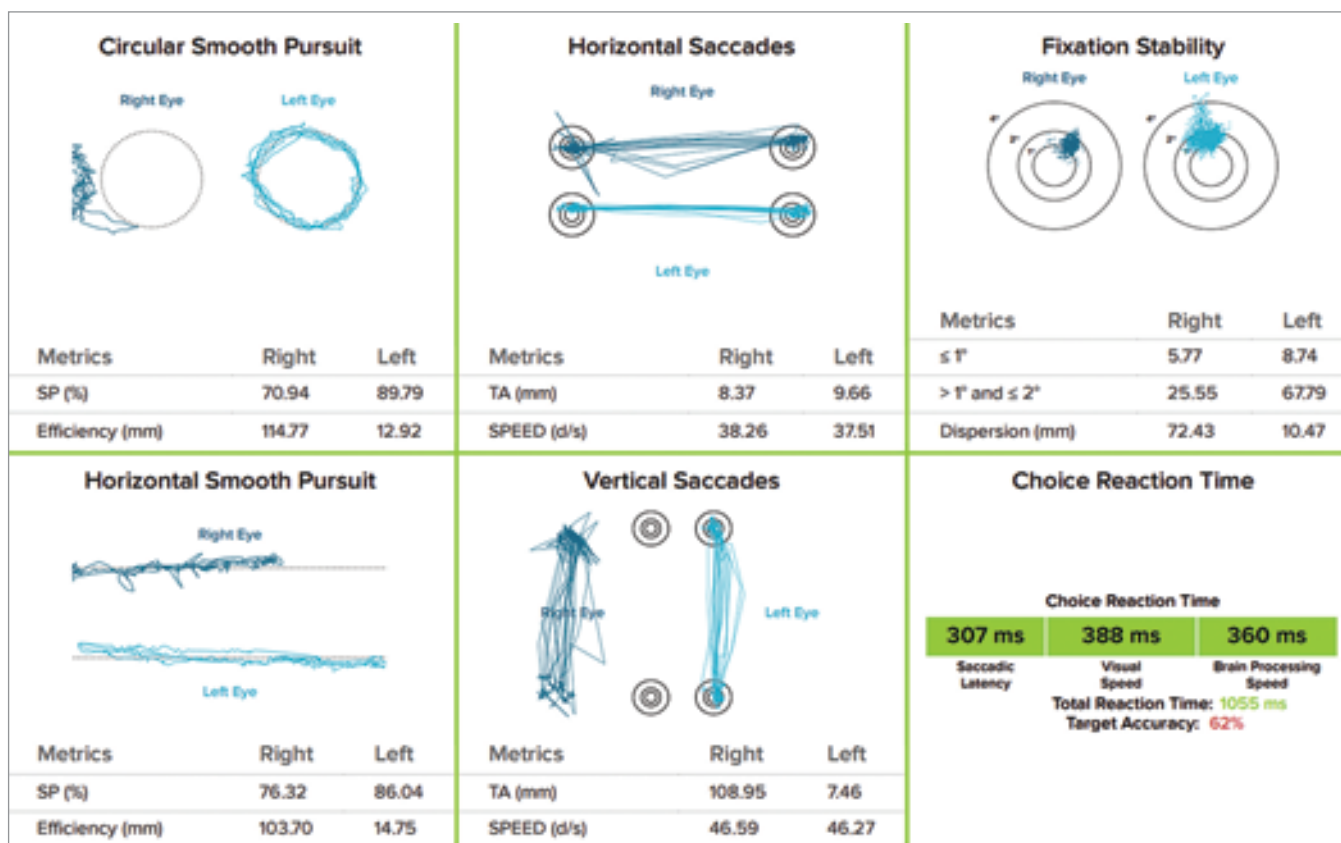 Circular Smooth Pursuit
Right Eye Left Eye
Metrics Right Left
SP (%) 70.94 89.79
Efficiency (mm) 114.77 12.92
Horizontal Saccades
Right Eye
Left Eye
Metrics Right Left
TA (mm) 8.37 9.66
SPEED (d/s) 38.26 37.51
Fixation Stability
Right Eye Left Eye
4° 4°
2° 2°
1°
Metrics Right Left
≤ 1° 5.77 8.74
> 1° and ≤ 2° 25.55 67.79
Dispersion (mm) 72.43 10.47
Horizontal Smooth Pursuit
Right Eye
Left Eye
Metrics Right Left
SP (%) 76.32 86.04
Efficiency (mm) 103.70 14.75
Vertical Saccades
Right Eye Left Eye
Metrics Right Left
TA (mm) 108.95 7.46
SPEED (d/s) 46.59 46.27
Choice Reaction Time
Choice Reaction Time
307 ms 388 ms 360 ms
Saccadic Visual Brain Processing
Latency Speed Speed
Total Reaction Time: 1055 ms
Target Accuracy: 62%